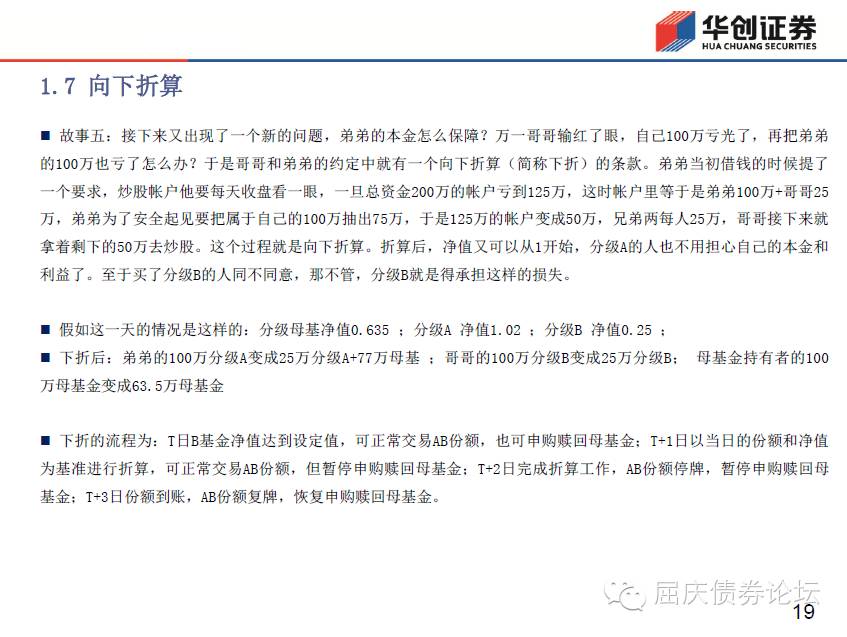 华创证券
HUA CHUANG SECURITIES
1.7 向下折算
■ 故事五：接下来又出现了一个新的问题，弟弟的本金怎么保障？万一哥哥输红了眼，自己100万亏光了，再把弟弟
的100万也亏了怎么办？于是哥哥和弟弟的约定中就有一个向下折算（简称下折）的条款。弟弟当初借钱的时候提了
一个要求，炒股帐户他要每天收盘看一眼，一旦总资金200万的帐户亏到125万，这时帐户里等于是弟弟100万+哥哥25
万，弟弟为了安全起见要把属于自己的100万抽出75万，于是125万的帐户变成50万，兄弟两每人25万，哥哥接下来就
拿着剩下的50万去炒股。这个过程就是向下折算。折算后，净值又可以从1开始，分级A的人也不用担心自己的本金和
利益了。至于买了分级B的人同不同意，那不管，分级B就是得承担这样的损失。
■ 假如这一天的情况是这样的：分级母基净值0.635 ；分级A 净值1.02 ；分级B 净值0.25 ；
■ 下折后：弟弟的100万分级A变成25万分级A+77万母基 ；哥哥的100万分级B变成25万分级B； 母基金持有者的100
万母基金变成63.5万母基金
■ 下折的流程为：T日B基金净值达到设定值，可正常交易AB份额，也可申购赎回母基金；T+1日以当日的份额和净值
为基准进行折算，可正常交易AB份额，但暂停申购赎回母基金；T+2日完成折算工作，AB份额停牌，暂停申购赎回母
基金；T+3日份额到账，AB份额复牌，恢复申购赎回母基金。
屈庆债券论坛
19